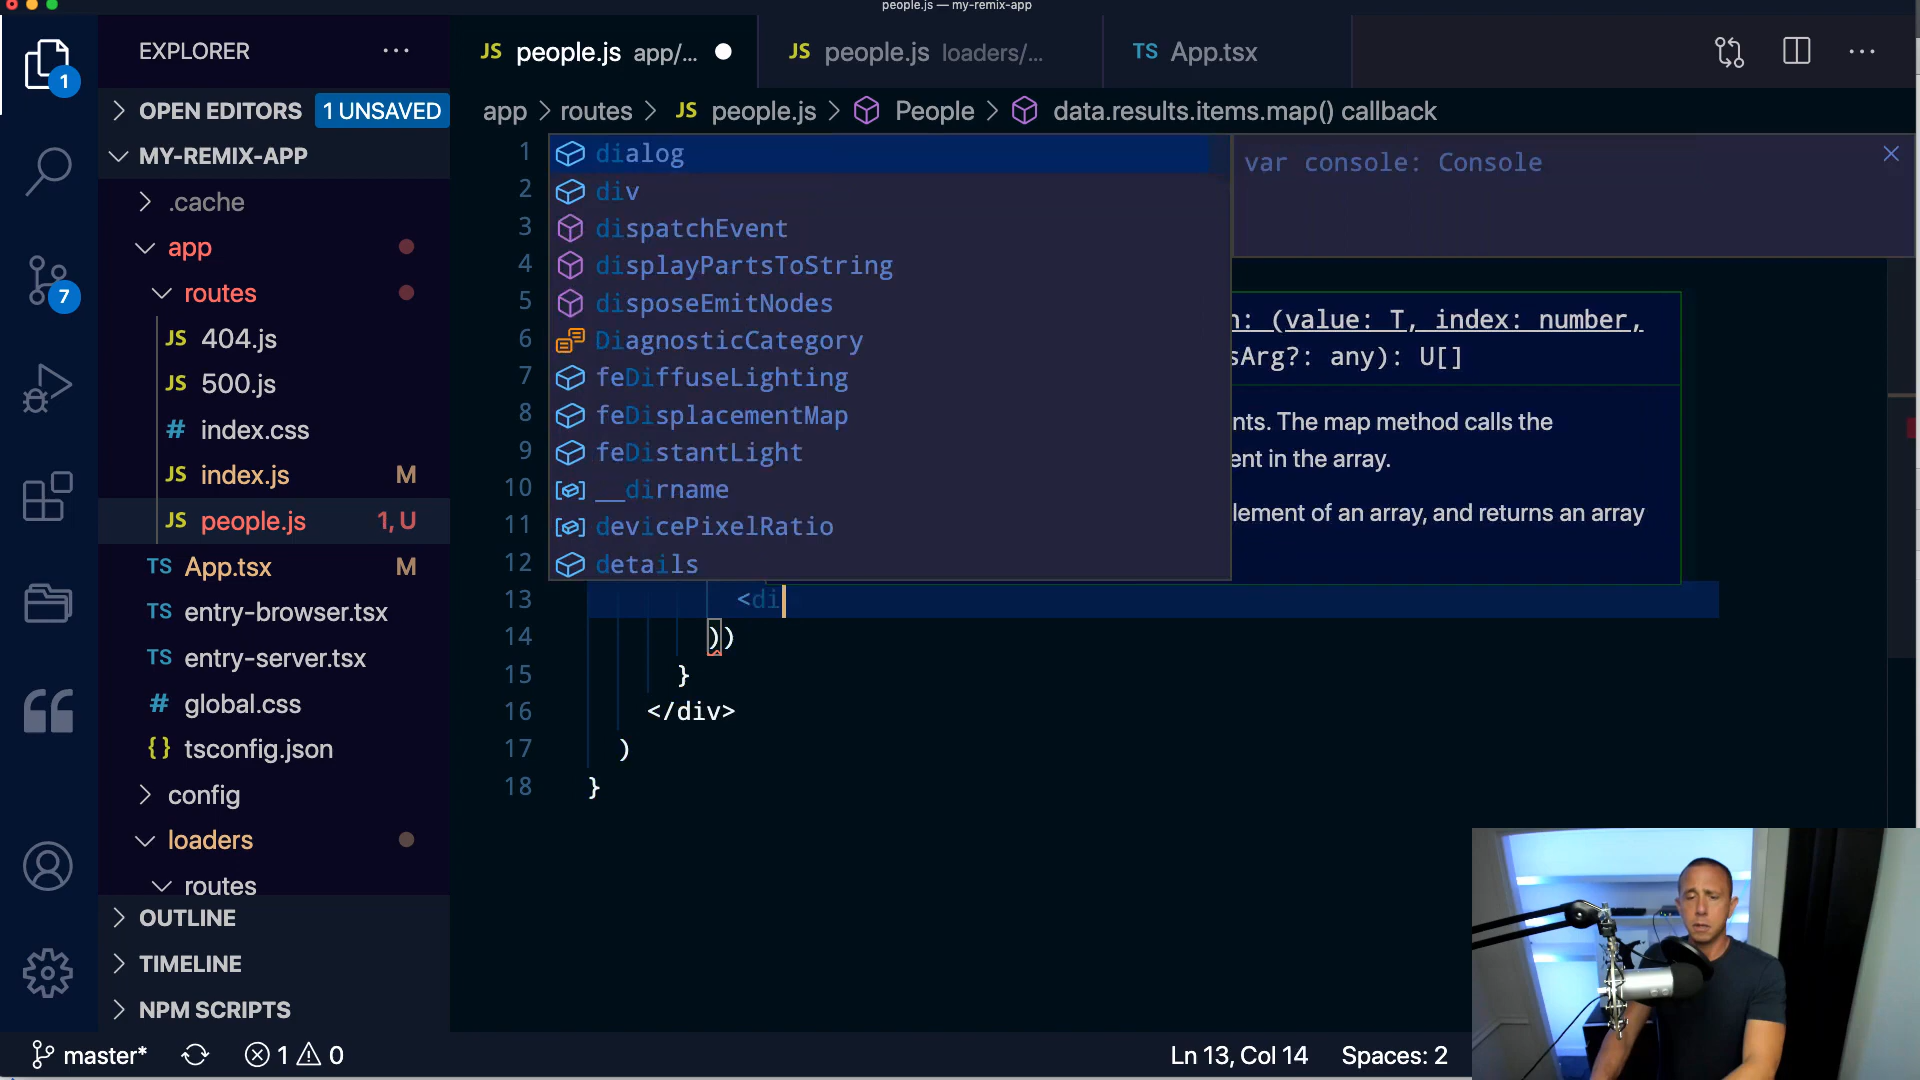 people.js — my-remix-app
1
EXPLORER
JS people.js app/...
JS people.js loaders/...
TS App.tsx
OPEN EDITORS 1 UNSAVED
app > routes > JS people.js > People > data.results.items.map() callback
MY-REMIX-APP
.cache
app
routes
JS 404.js
JS 500.js
# index.css
JS index.js M
JS people.js 1, U
TS App.tsx M
TS entry-browser.tsx
TS entry-server.tsx
# global.css
{} tsconfig.json
config
loaders
routes
OUTLINE
TIMELINE
NPM SCRIPTS
7
1 dialog
2 div
3 dispatchEvent
4 displayPartsToString
5 disposeEmitNodes
6 DiagnosticCategory
7 feDiffuseLighting
8 feDisplacementMap
9 feDistantLight
10 __dirname
11 devicePixelRatio
12 details
var console: Console
n: (value: T, index: number,
sArg?: any): U[]
nts. The map method calls the
ent in the array.
lement of an array, and returns an array
13 <di
14 ))
15 }
16 </div>
17 )
18 }
master* 1 0
Ln 13, Col 14 Spaces: 2